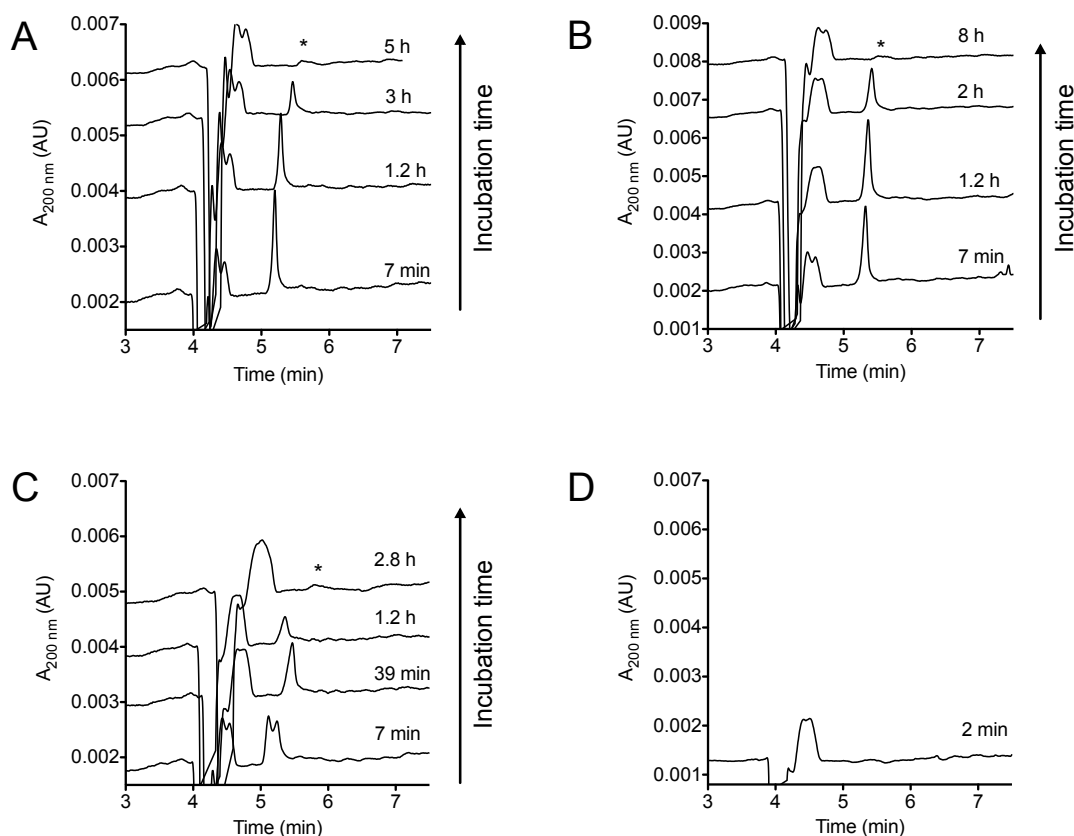 A
0.007
0.006
0.005
0.004
0.003
0.002
A200 nm (AU)
5 h
*
3 h
1.2 h
7 min
3 4 5 6 7
Time (min)
Incubation time
B
0.009
0.008
0.007
0.006
0.005
0.004
0.003
0.002
0.001
A200 nm (AU)
8 h
*
2 h
1.2 h
7 min
3 4 5 6 7
Time (min)
Incubation time
C
0.007
0.006
0.005
0.004
0.003
0.002
A200 nm (AU)
2.8 h
*
1.2 h
39 min
7 min
3 4 5 6 7
Time (min)
Incubation time
D
0.007
0.006
0.005
0.004
0.003
0.002
0.001
A200 nm (AU)
2 min
3 4 5 6 7
Time (min)